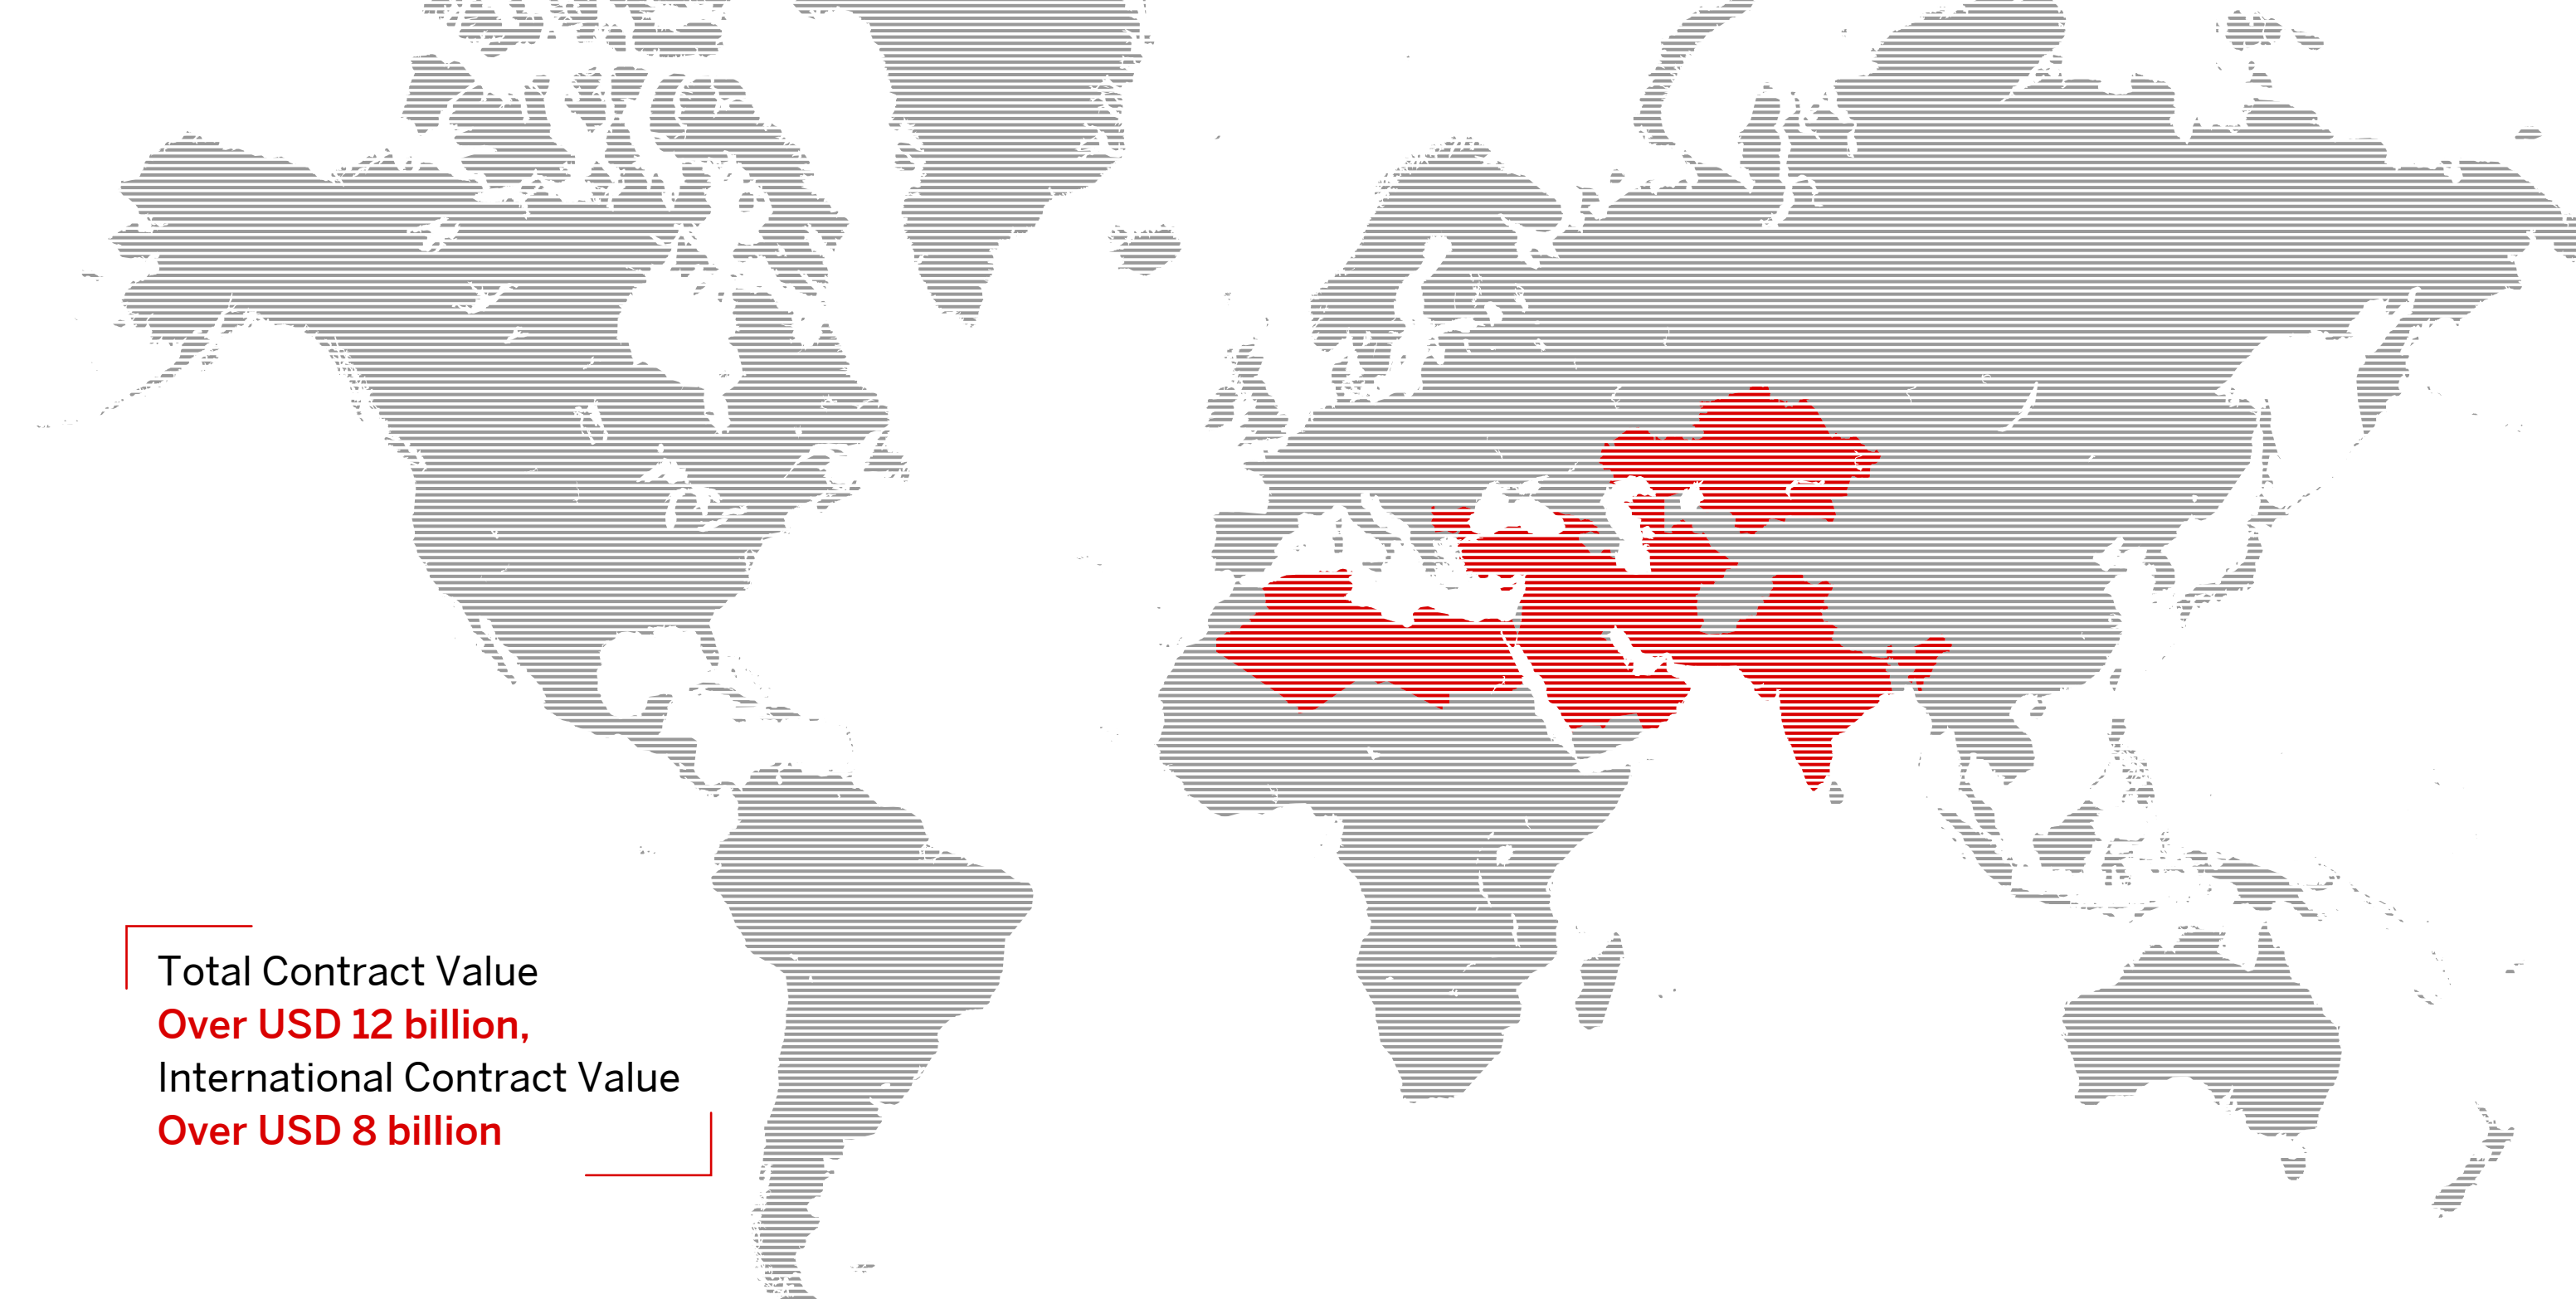 Total Contract Value
Over USD 12 billion,
International Contract Value
Over USD 8 billion